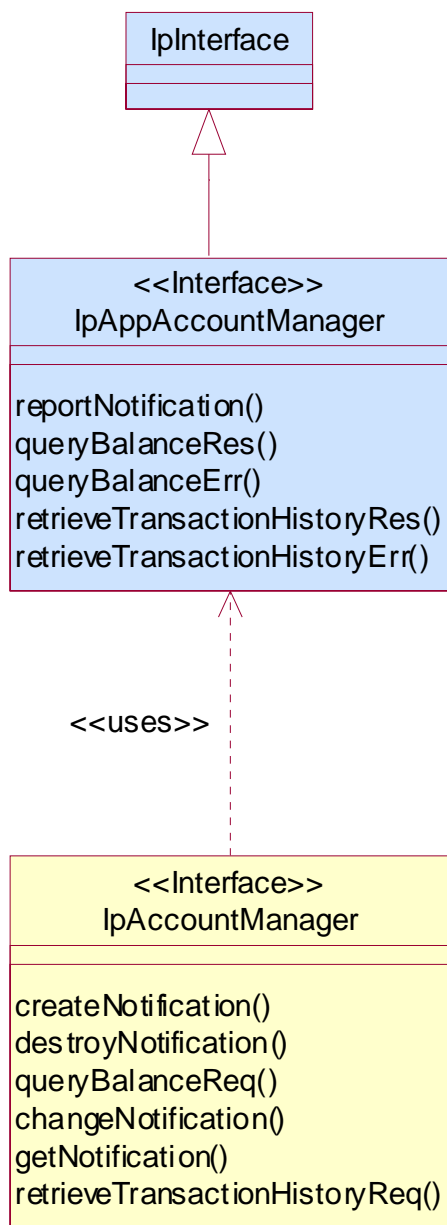 IpInterface
<<Interface>>
IpAppAccountManager
reportNotification()
queryBalanceRes()
queryBalanceErr()
retrieveTransactionHistoryRes()
retrieveTransactionHistoryErr()
<<uses>>
<<Interface>>
IpAccountManager
createNotification()
destroyNotification()
queryBalanceReq()
changeNotification()
getNotification()
retrieveTransactionHistoryReq()